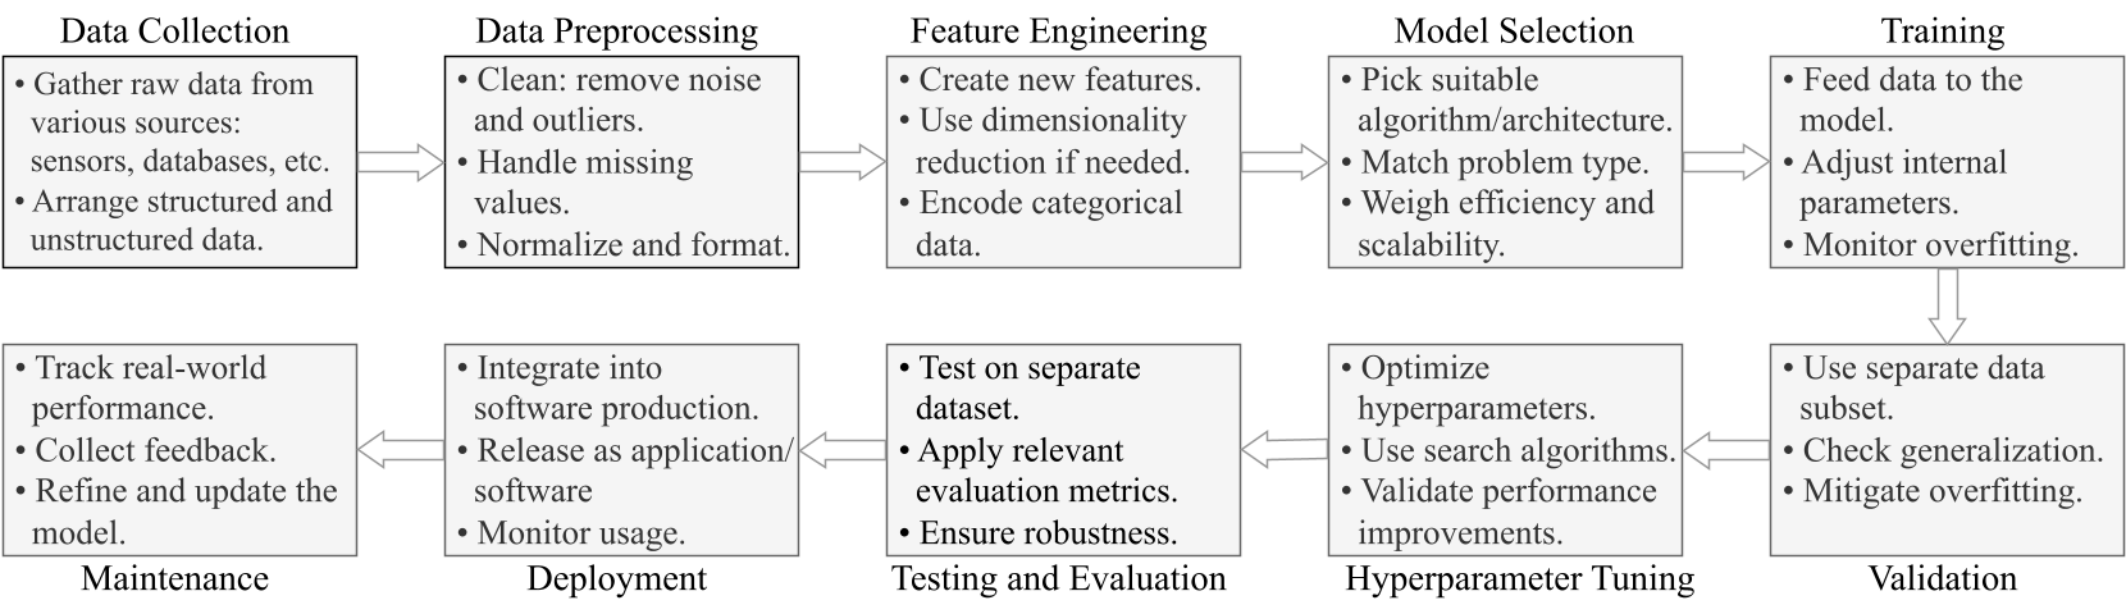 Data Collection
• Gather raw data from
various sources:
sensors, databases, etc.
• Arrange structured and
unstructured data.
Data Preprocessing
• Clean: remove noise
and outliers.
• Handle missing
values.
• Normalize and format.
Feature Engineering
• Create new features.
• Use dimensionality
reduction if needed.
• Encode categorical
data.
Model Selection
• Pick suitable
algorithm/architecture.
• Match problem type.
• Weigh efficiency and
scalability.
Training
• Feed data to the
model.
• Adjust internal
parameters.
• Monitor overfitting.
• Use separate data
subset.
• Check generalization.
• Mitigate overfitting.
Validation
• Optimize
hyperparameters.
• Use search algorithms.
• Validate performance
improvements.
Hyperparameter Tuning
• Test on separate
dataset.
• Apply relevant
evaluation metrics.
• Ensure robustness.
Testing and Evaluation
• Integrate into
software production.
• Release as application/
software
• Monitor usage.
Deployment
• Track real-world
performance.
• Collect feedback.
• Refine and update the
model.
Maintenance